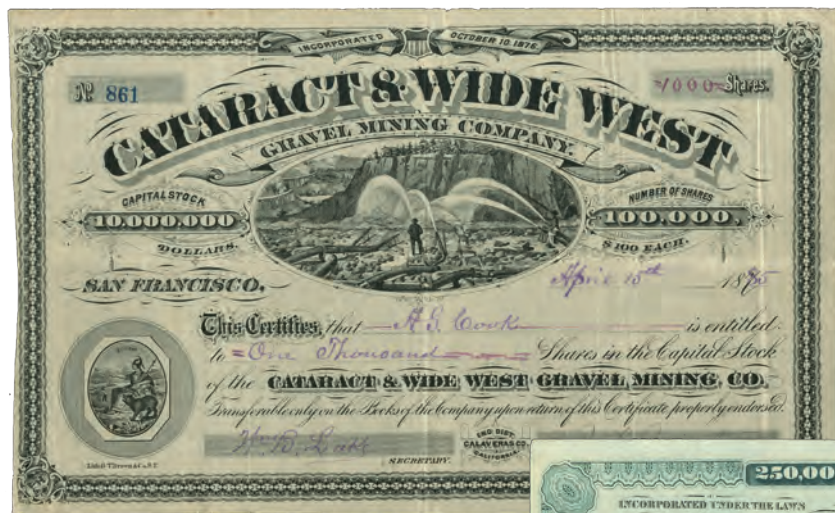 INCORPORATED OCTOBER 10. 1876.
No. 861
1000 Shares.
CATARACT & WIDE WEST
GRAVEL MINING COMPANY.
CAPITAL STOCK
10.000.000
DOLLARS.
NUMBER OF SHARES
100.000,
$100 EACH.
SAN FRANCISCO, April 15th 1885
This Certifies, that A. G. Cook is entitled
to One Thousand Shares in the Capital Stock
of the CATARACT & WIDE WEST GRAVEL MINING, CO.
Transferable only on the Books of the Company upon return of this Certificate properly endorsed.
SECRETARY.
CALAVERAS CO.
CALIFORNIA
250,00
INCORPORATED UNDER THE LAWS